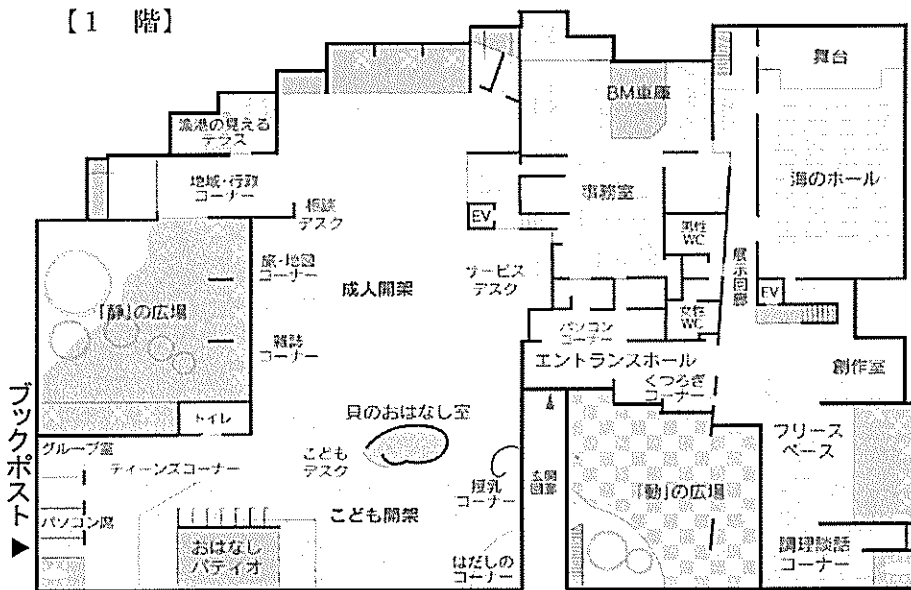 【1 階】
舞台
BM車庫
漁港の見える
テラス
海のホール
地域・行政
コーナー
事務室
相談
デスク
EV
男性
WC
旅・地図
コーナー
サービス
デスク
展示回廊
成人開架
EV
「静」の広場
女性
WC
パソコン
コーナー
雑誌
コーナー
エントランスホール
創作室
くつろぎ
コーナー
貝のおはなし室
トイレ
フリース
ペース
ブックポスト▶
グループ室
ティーンズコーナー
こども
デスク
授乳
コーナー
玄関
回廊
「動」の広場
パソコン席
こども開架
おはなし
パティオ
はだしの
コーナー
調理談話
コーナー